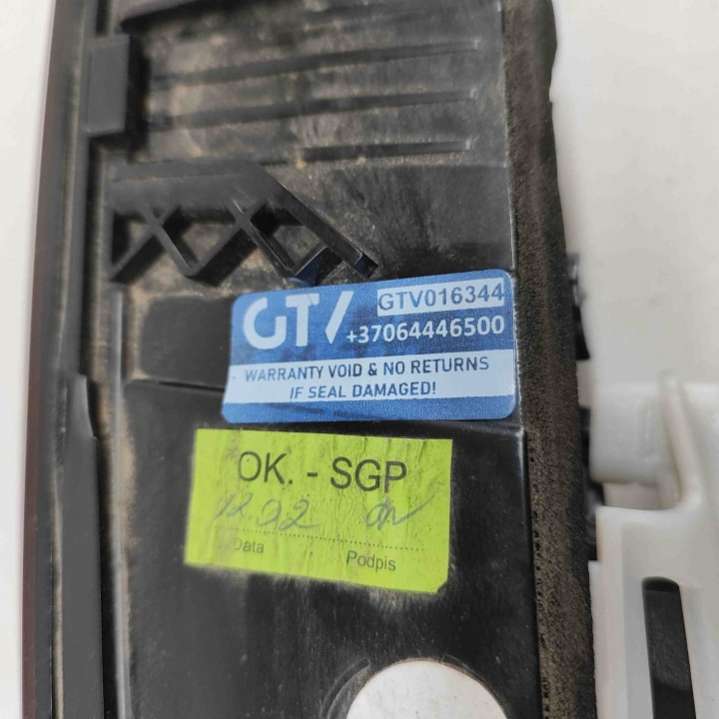 GTV GTV016344
+37064446500
WARRANTY VOID & NO RETURNS
IF SEAL DAMAGED!
OK. - SGP
Data Podpis